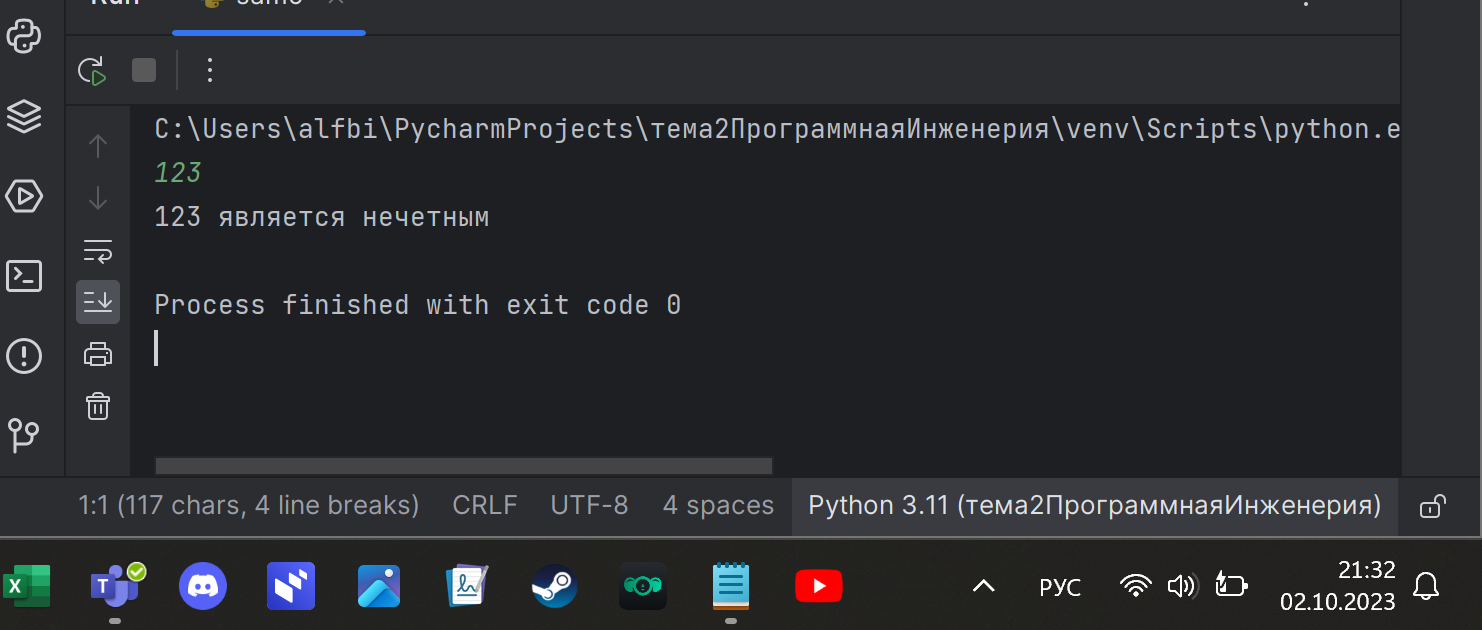 Run
C:\Users\alfbi\PycharmProjects\тема2ПрограммнаяИнженерия\venv\Scripts\python.e
123
123 является нечетным
Process finished with exit code 0
1:1 (117 chars, 4 line breaks) CRLF UTF-8 4 spaces Python 3.11 (тема2ПрограммнаяИнженерия)
РУС
21:32
02.10.2023